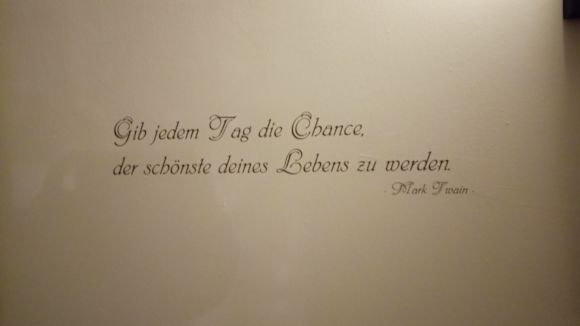 Gib jedem Tag die Chance,
der schönste deines Lebens zu werden.
- Mark Twain -